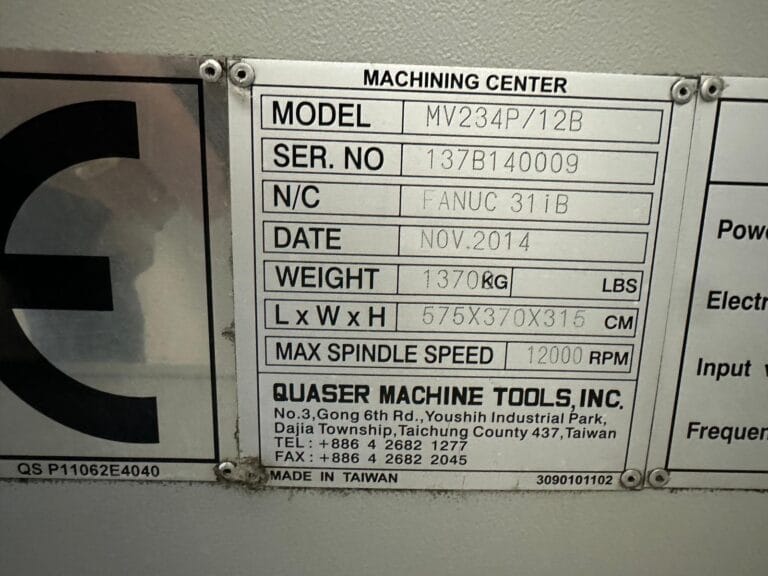 MACHINING CENTER
MODEL MV234P/12B
SER. NO 137B140009
N/C FANUC 31iB
DATE NOV.2014
WEIGHT 13700KG LBS
L x W x H 575X370X315 CM
MAX SPINDLE SPEED 12000 RPM
QUASER MACHINE TOOLS, INC.
No.3,Gong 6th Rd.,Youshih Industrial Park,
Dajia Township,Taichung County 437,Taiwan
TEL : +886 4 2682 1277
FAX : +886 4 2682 2045
MADE IN TAIWAN 3090101102
QS P11062E4040
Powe
Electr
Input v
Frequen